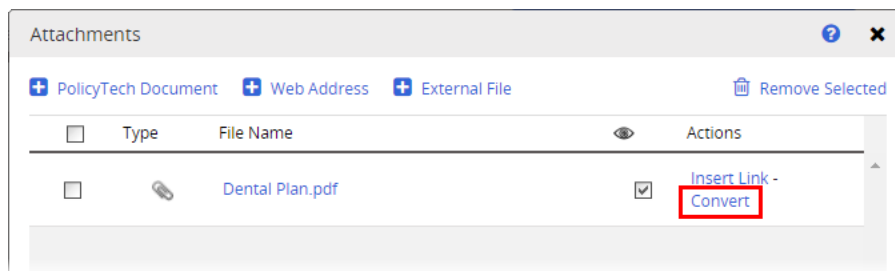 Attachments
PolicyTech Document Web Address External File Remove Selected
Type File Name Actions
Dental Plan.pdf Insert Link -
Convert